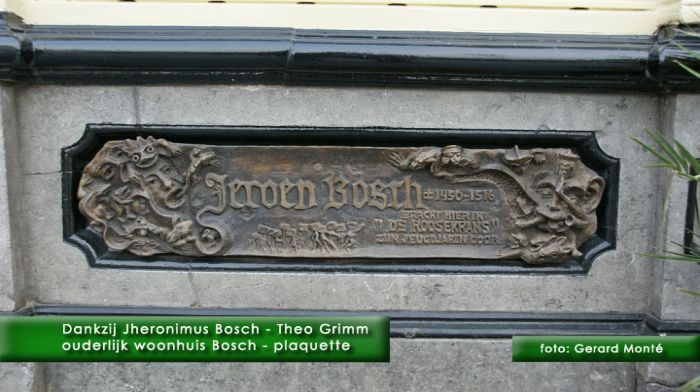 Jeroen Bosch ± 1450-1516
BRACHT HIER IN
"DE ROOSEKRANS"
ZIJN JEUGDJAREN DOOR
Dankzij Jheronimus Bosch - Theo Grimm
ouderlijk woonhuis Bosch - plaquette
foto: Gerard Monté